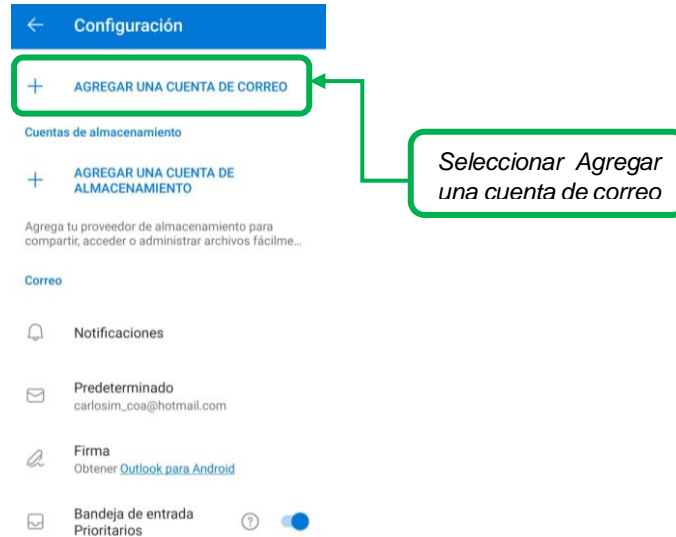 Configuración
AGREGAR UNA CUENTA DE CORREO
Seleccionar Agregar
una cuenta de correo
Cuentas de almacenamiento
AGREGAR UNA CUENTA DE
ALMACENAMIENTO
Agrega tu proveedor de almacenamiento para
compartir, acceder o administrar archivos fácilme...
Correo
Notificaciones
Predeterminado
carlosim_coa@hotmail.com
Firma
Obtener Outlook para Android
Bandeja de entrada
Prioritarios